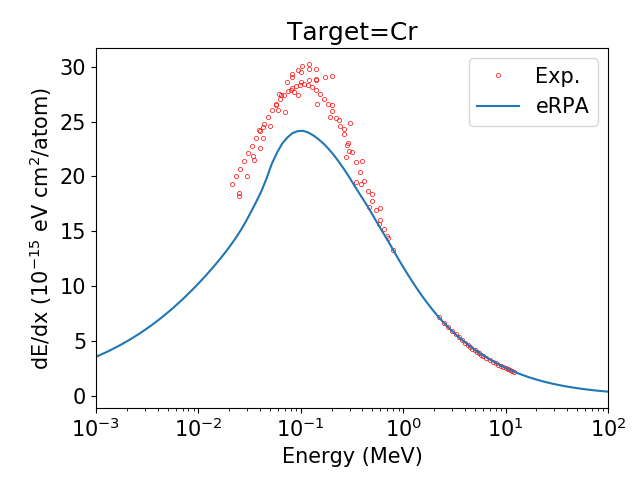 Target=Cr
dE/dx (10⁻¹⁵ eV cm²/atom)
30
25
20
15
10
5
0
Exp.
eRPA
10⁻³ 10⁻² 10⁻¹ 10⁰ 10¹ 10²
Energy (MeV)